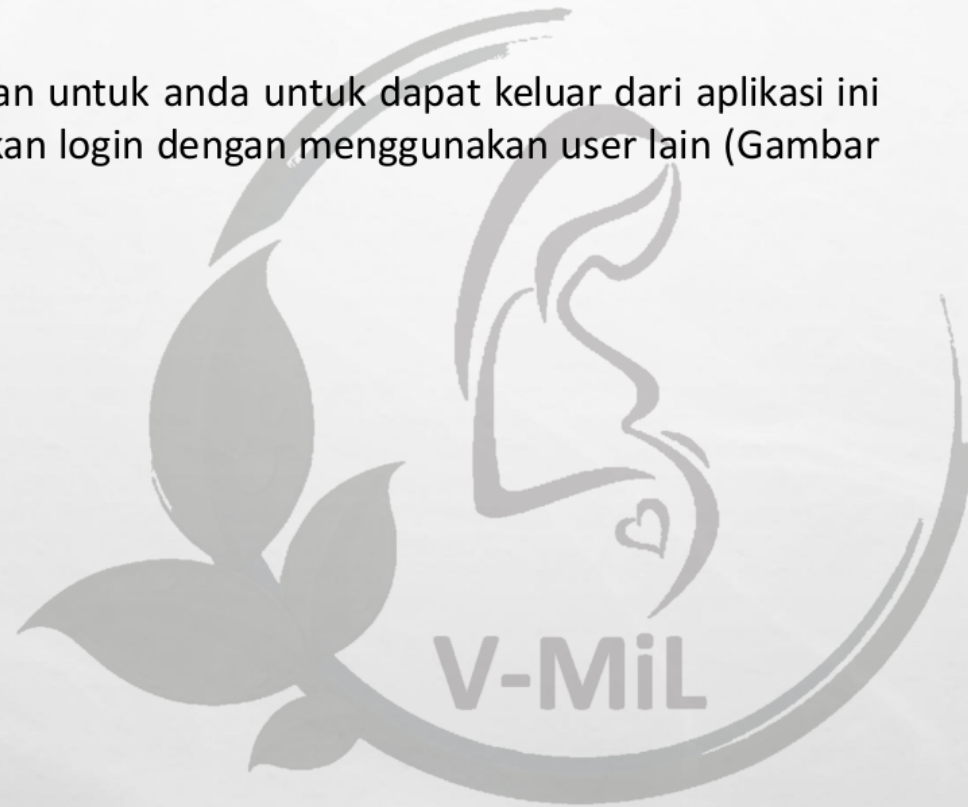 an untuk anda untuk dapat keluar dari aplikasi ini
kan login dengan menggunakan user lain (Gambar
V-MiL